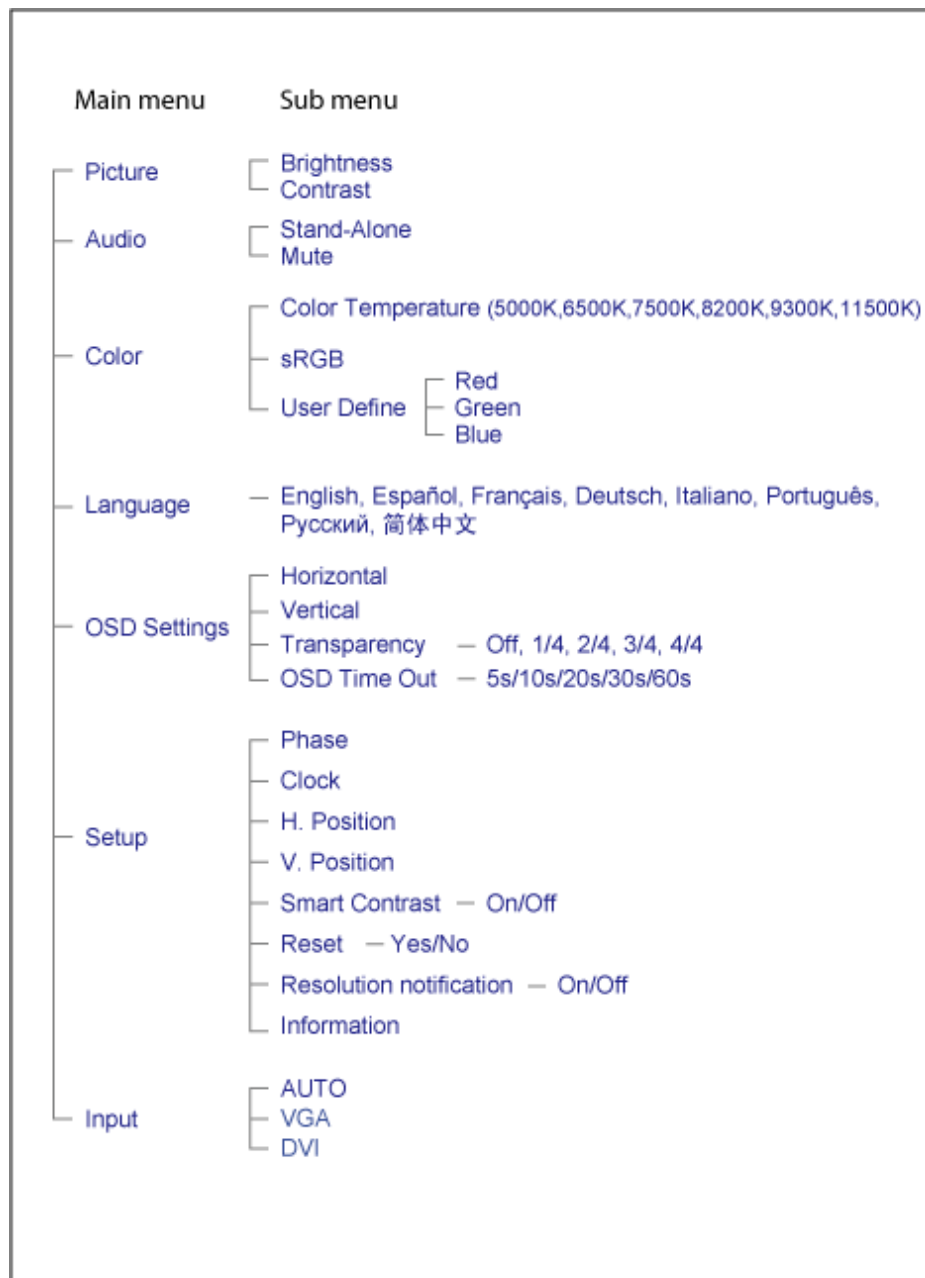 Main menu Sub menu
Picture Brightness
Contrast
Audio Stand-Alone
Mute
Color Temperature (5000K,6500K,7500K,8200K,9300K,11500K)
Color sRGB
Red
User Define Green
Blue
Language English, Español, Français, Deutsch, Italiano, Português,
Русский, 简体中文
Horizontal
Vertical
OSD Settings Transparency Off, 1/4, 2/4, 3/4, 4/4
OSD Time Out 5s/10s/20s/30s/60s
Phase
Clock
H. Position
Setup
V. Position
Smart Contrast On/Off
Reset Yes/No
Resolution notification On/Off
Information
AUTO
Input VGA
DVI